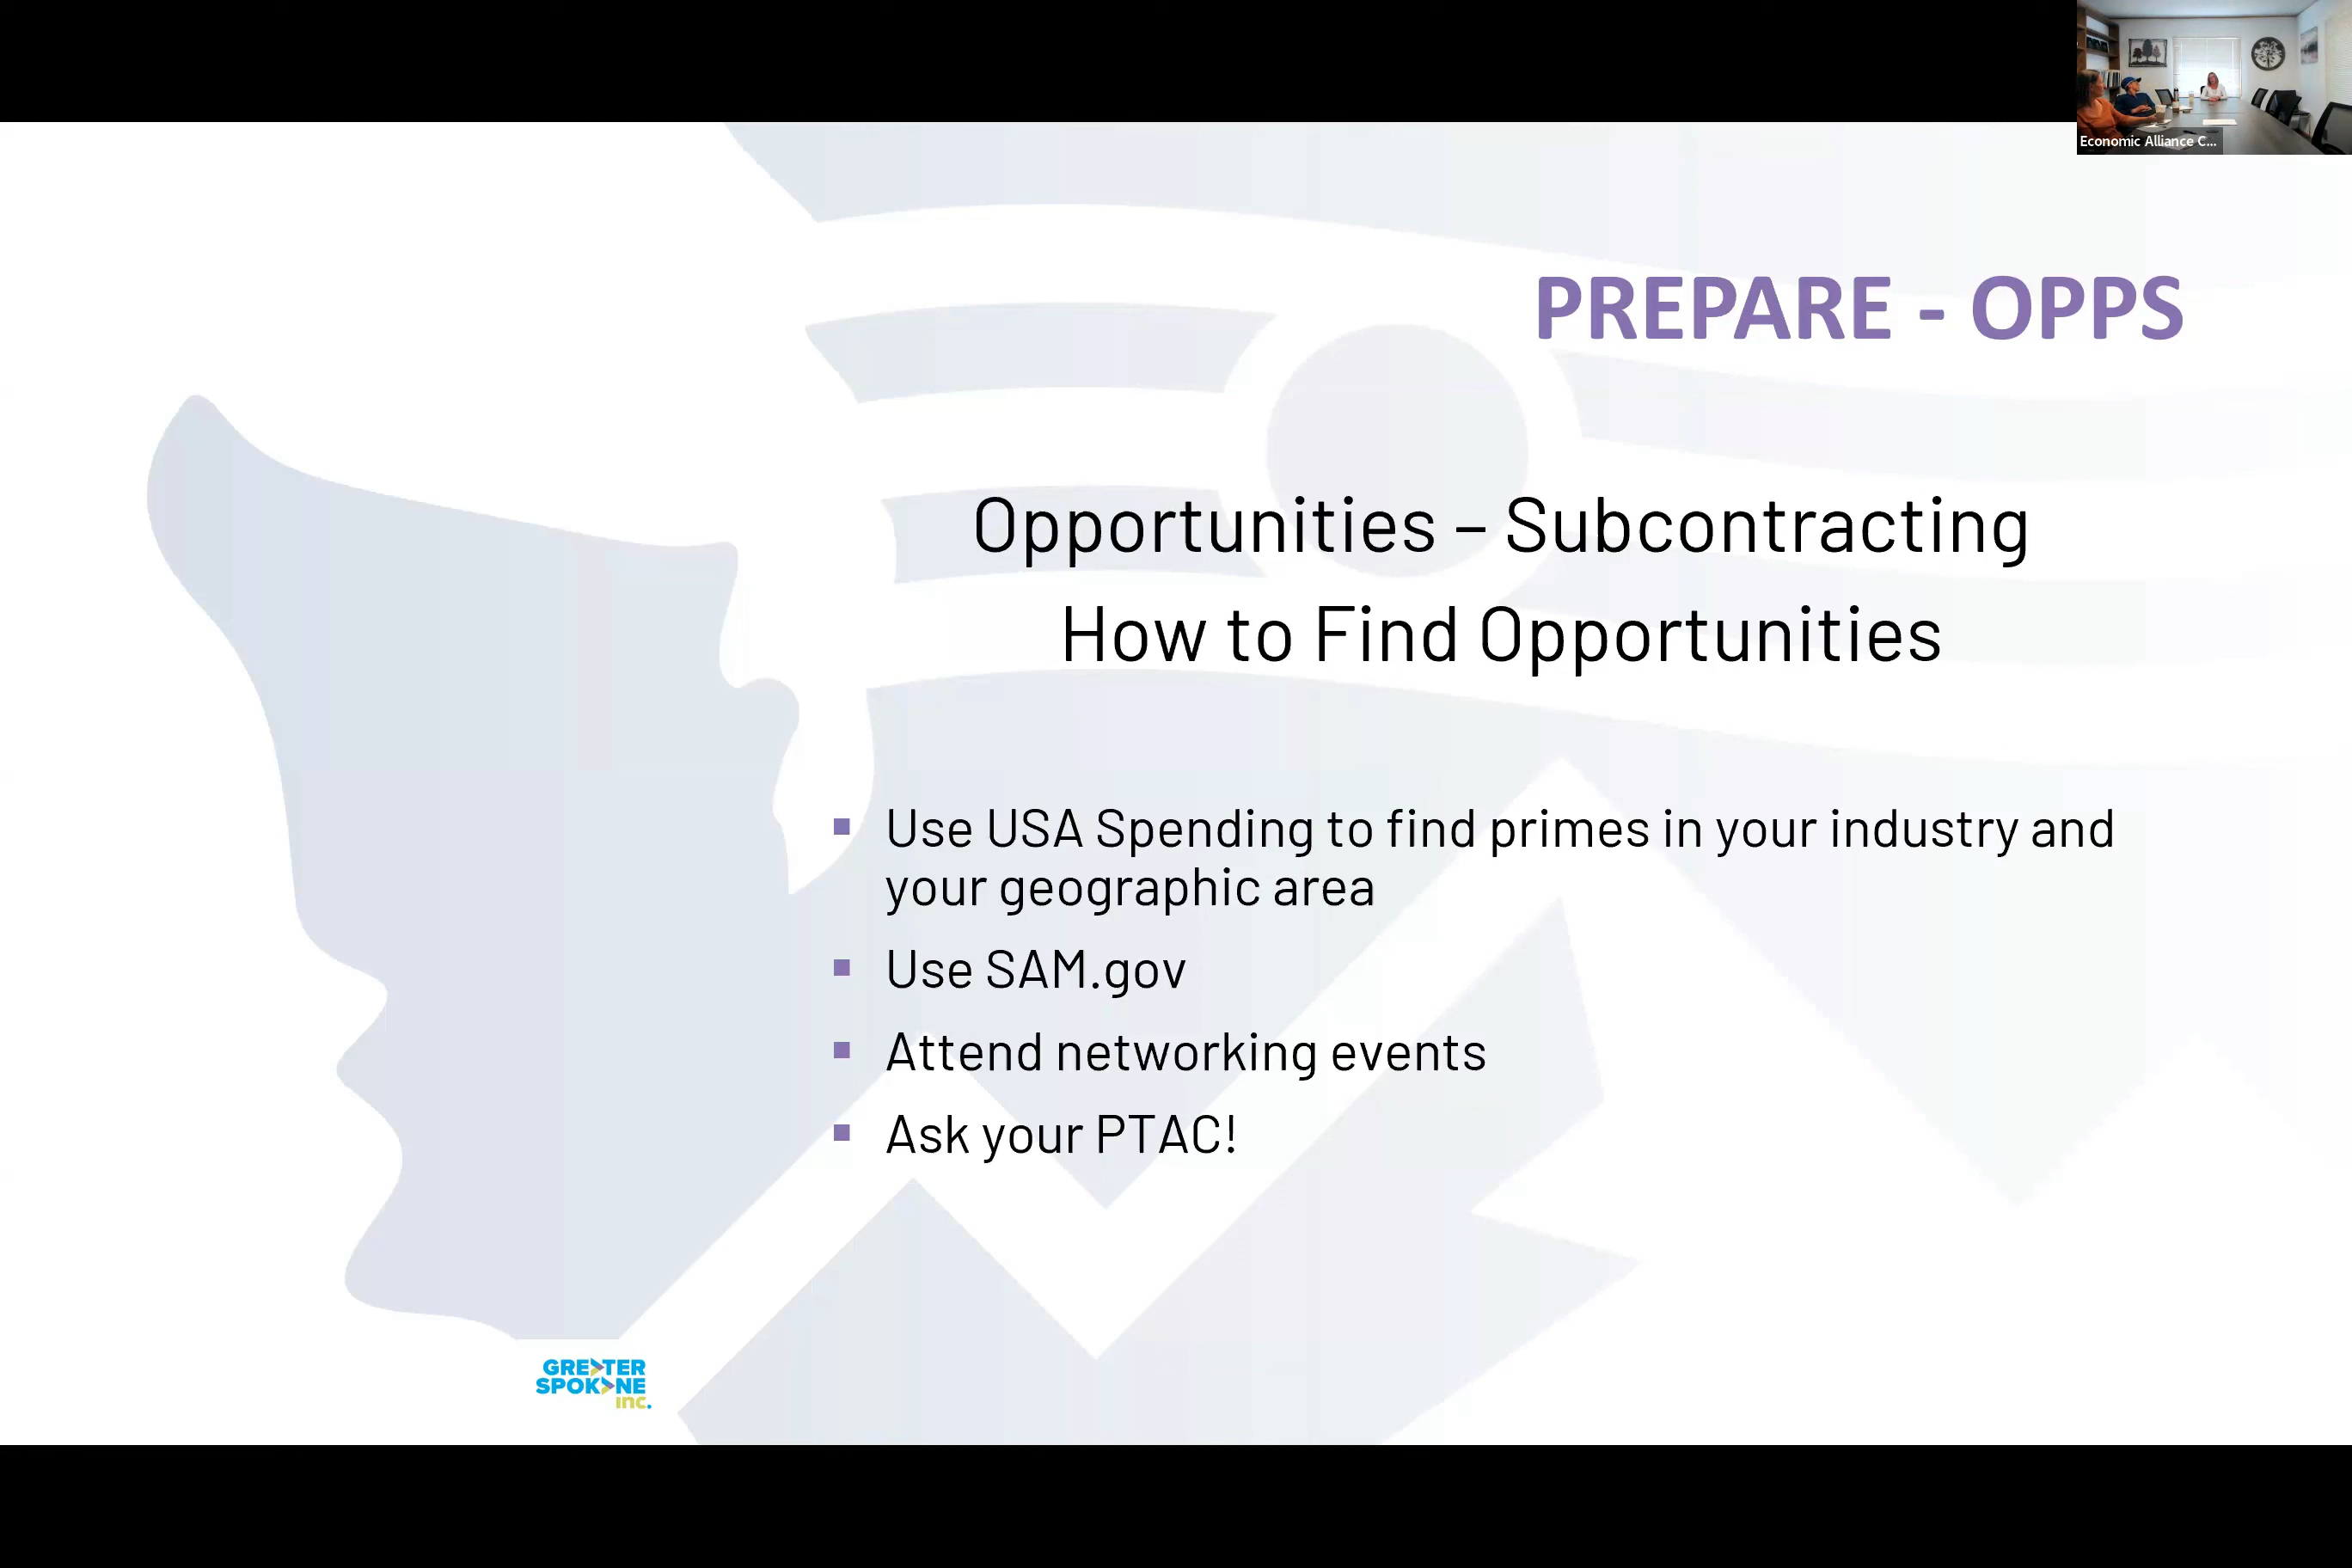 Economic Alliance C...
PREPARE - OPPS
Opportunities – Subcontracting
How to Find Opportunities
▪ Use USA Spending to find primes in your industry and
your geographic area
▪ Use SAM.gov
▪ Attend networking events
▪ Ask your PTAC!
GREATER
SPOKANE
inc.